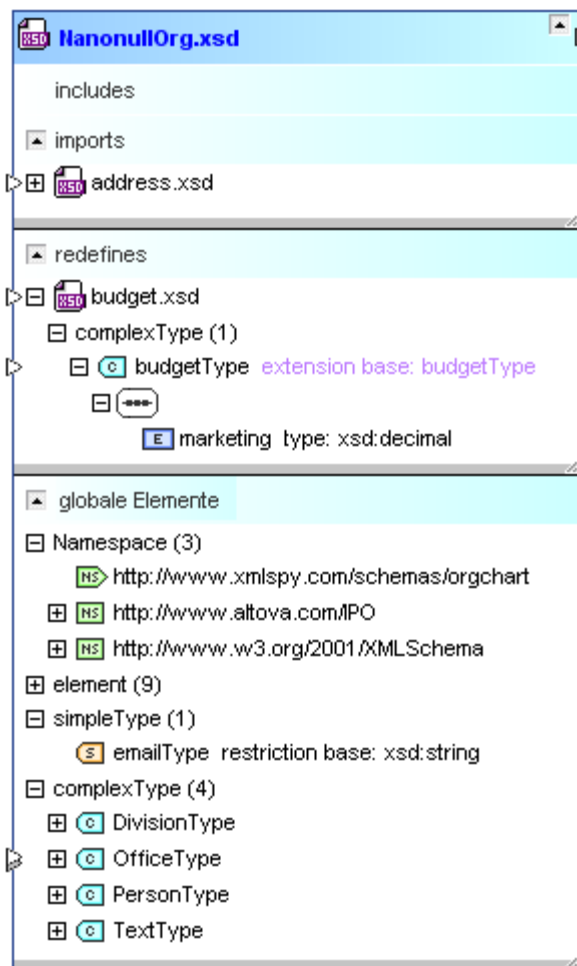 NanonullOrg.xsd
includes
imports
address.xsd
redefines
budget.xsd
complexType (1)
budgetType extension base: budgetType
marketing type: xsd:decimal
globale Elemente
Namespace (3)
http://www.xmlspy.com/schemas/orgchart
http://www.altova.com/IPO
http://www.w3.org/2001/XMLSchema
element (9)
simpleType (1)
emailType restriction base: xsd:string
complexType (4)
DivisionType
OfficeType
PersonType
TextType